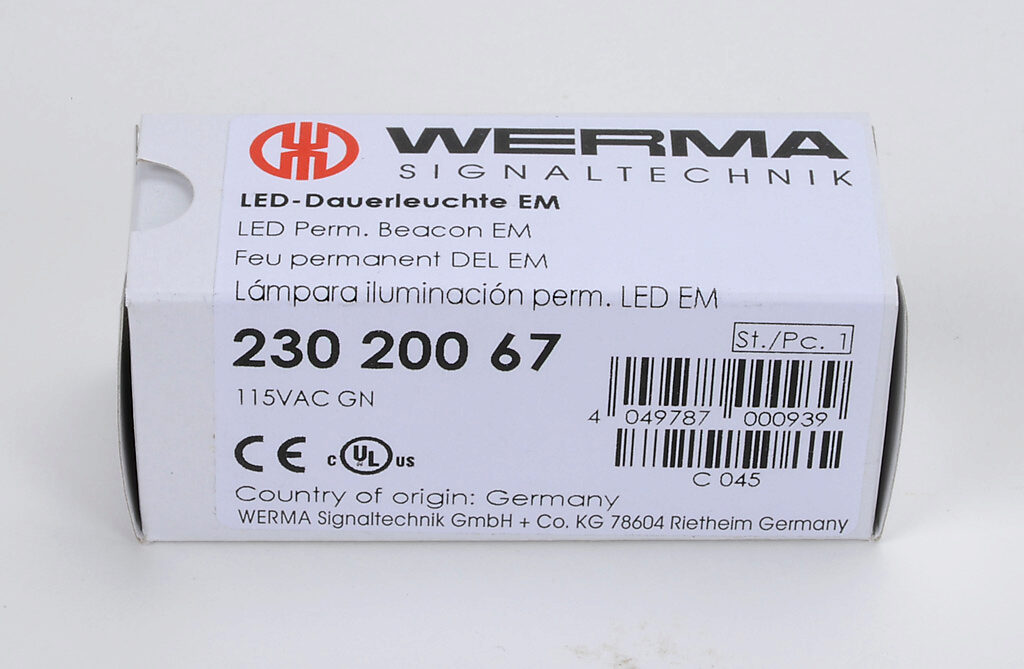 WERMA
SIGNALTECHNIK
LED-Dauerleuchte EM
LED Perm. Beacon EM
Feu permanent DEL EM
Lámpara iluminación perm. LED EM
230 200 67
St./Pc. 1
115VAC GN
4 049787 000939
CE c UL us
C 045
Country of origin: Germany
WERMA Signaltechnik GmbH + Co. KG 78604 Rietheim Germany